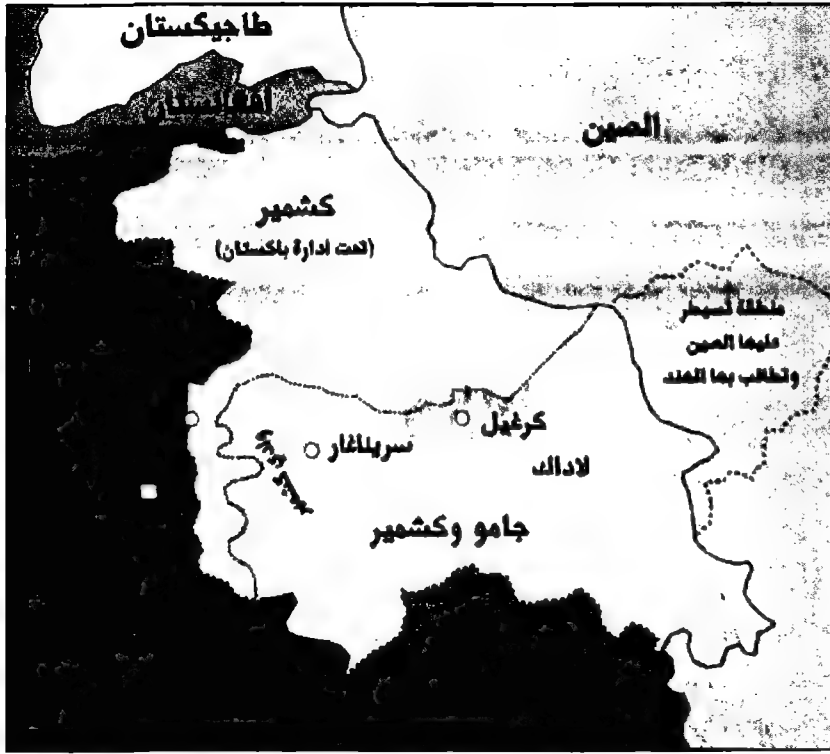 طاجيكستان
أفغانستان
الصين
كشمير
(تحت ادارة باكستان)
منطقة تسيطر
عليها الصين
وتطالب بها الهند
كرغيل
سريناغار
لاداك
جامو وكشمير